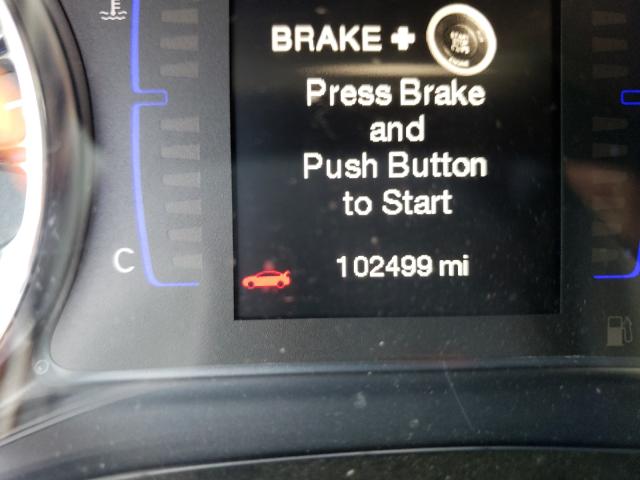 BRAKE +
Press Brake
and
Push Button
to Start
C
102499 mi